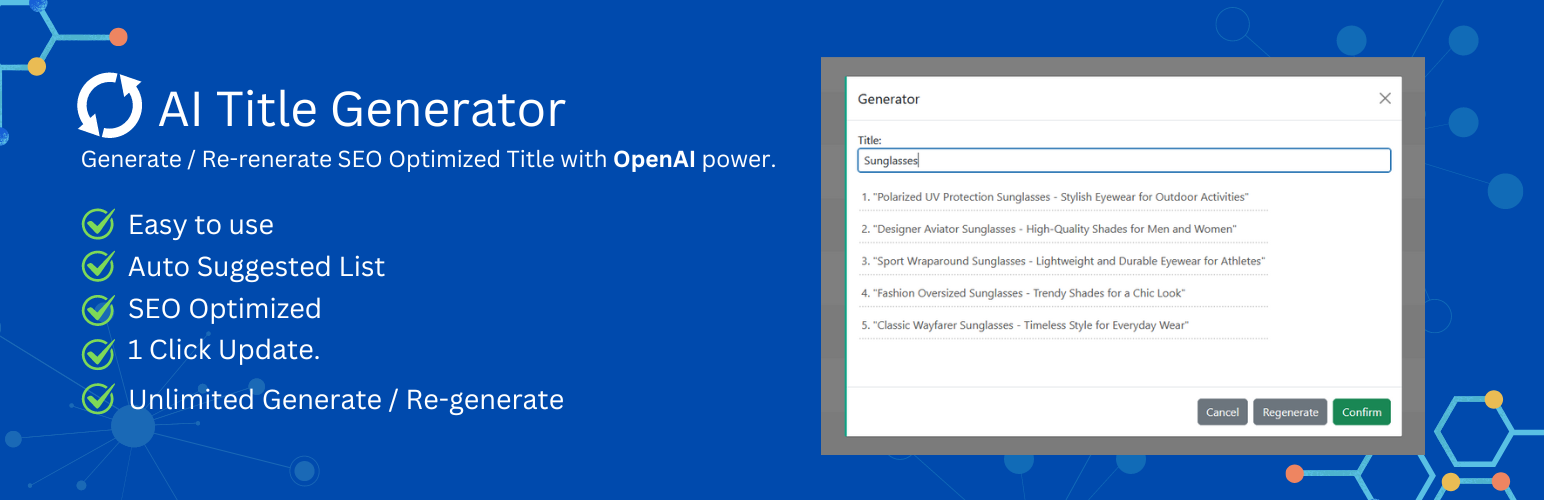 AI Title Generator
Generate / Re-renerate SEO Optimized Title with OpenAI power.
Easy to use
Auto Suggested List
SEO Optimized
1 Click Update.
Unlimited Generate / Re-generate
Generator
Title:
Sunglasses
1. "Polarized UV Protection Sunglasses - Stylish Eyewear for Outdoor Activities"
2. "Designer Aviator Sunglasses - High-Quality Shades for Men and Women"
3. "Sport Wraparound Sunglasses - Lightweight and Durable Eyewear for Athletes"
4. "Fashion Oversized Sunglasses - Trendy Shades for a Chic Look"
5. "Classic Wayfarer Sunglasses - Timeless Style for Everyday Wear"
Cancel Regenerate Confirm